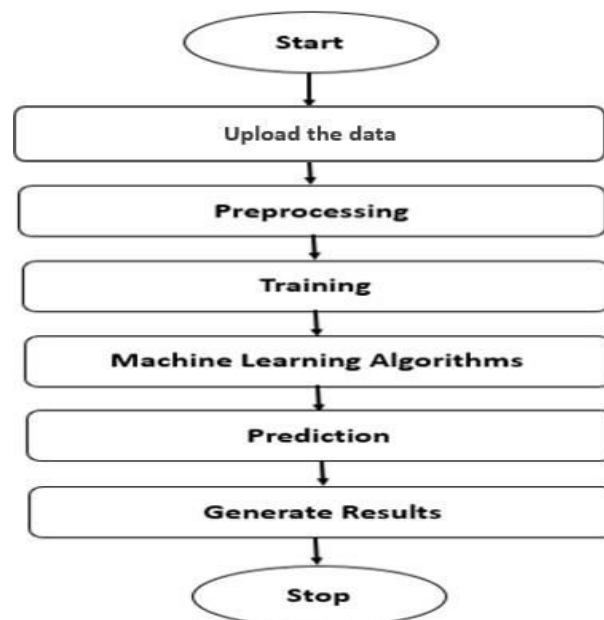 Start
Upload the data
Preprocessing
Training
Machine Learning Algorithms
Prediction
Generate Results
Stop